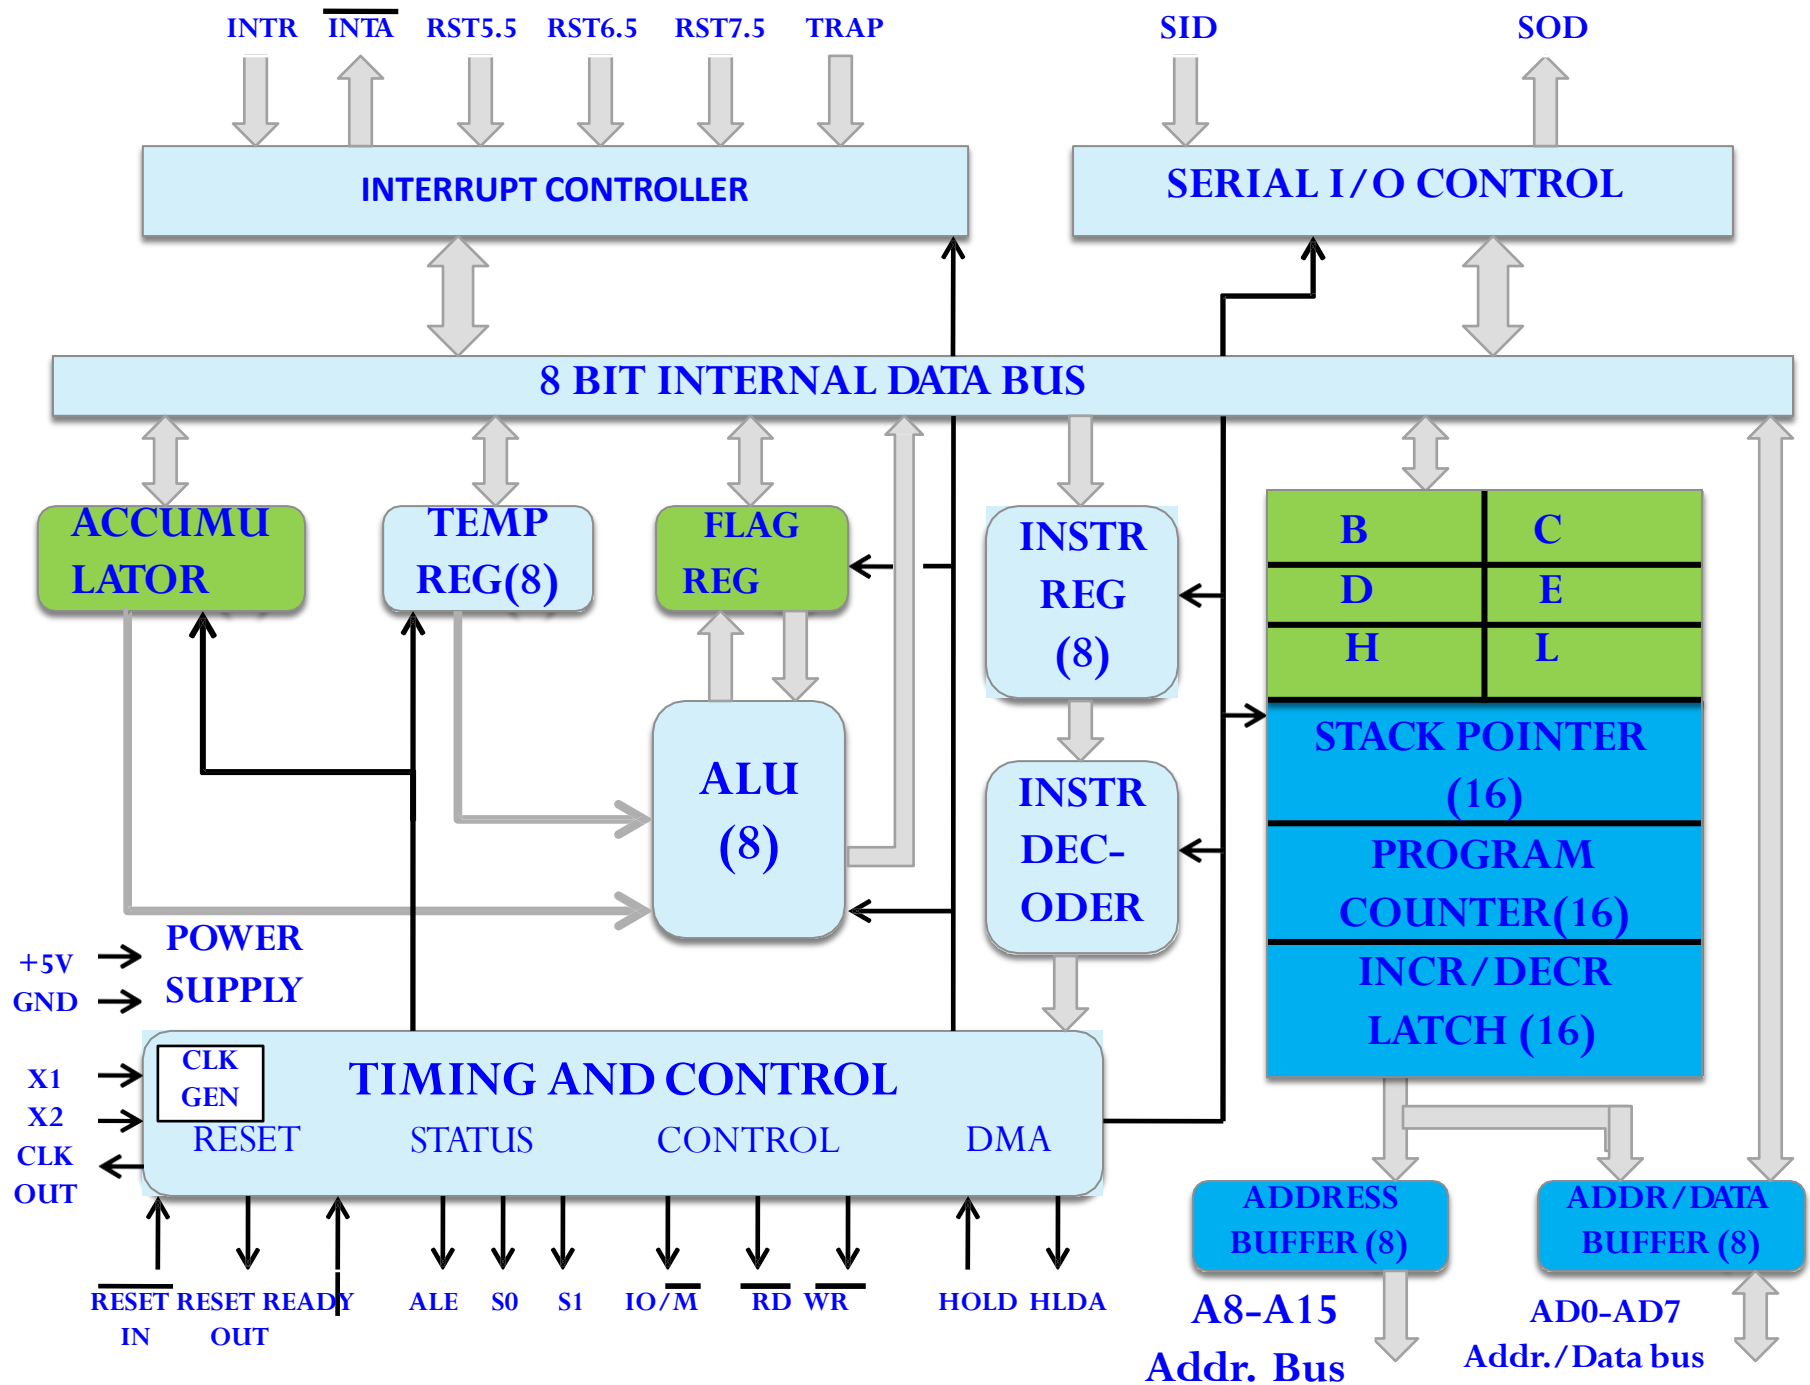 INTR INTA RST5.5 RST6.5 RST7.5 TRAP SID SOD
INTERRUPT CONTROLLER
SERIAL I/O CONTROL
8 BIT INTERNAL DATA BUS
ACCUMU
LATOR
TEMP
REG(8)
FLAG
REG
INSTR
REG
(8)
B C
D E
H L
STACK POINTER
(16)
PROGRAM
COUNTER(16)
INCR/DECR
LATCH (16)
ALU
(8)
INSTR
DEC-
ODER
POWER
SUPPLY
+5V
GND
X1
X2
CLK
OUT
CLK
GEN
TIMING AND CONTROL
RESET STATUS CONTROL DMA
RESET
IN
RESET
OUT
READY
ALE S0 S1 IO/M RD WR HOLD HLDA
ADDRESS
BUFFER (8)
ADDR/DATA
BUFFER (8)
A8-A15
Addr. Bus
AD0-AD7
Addr./Data bus